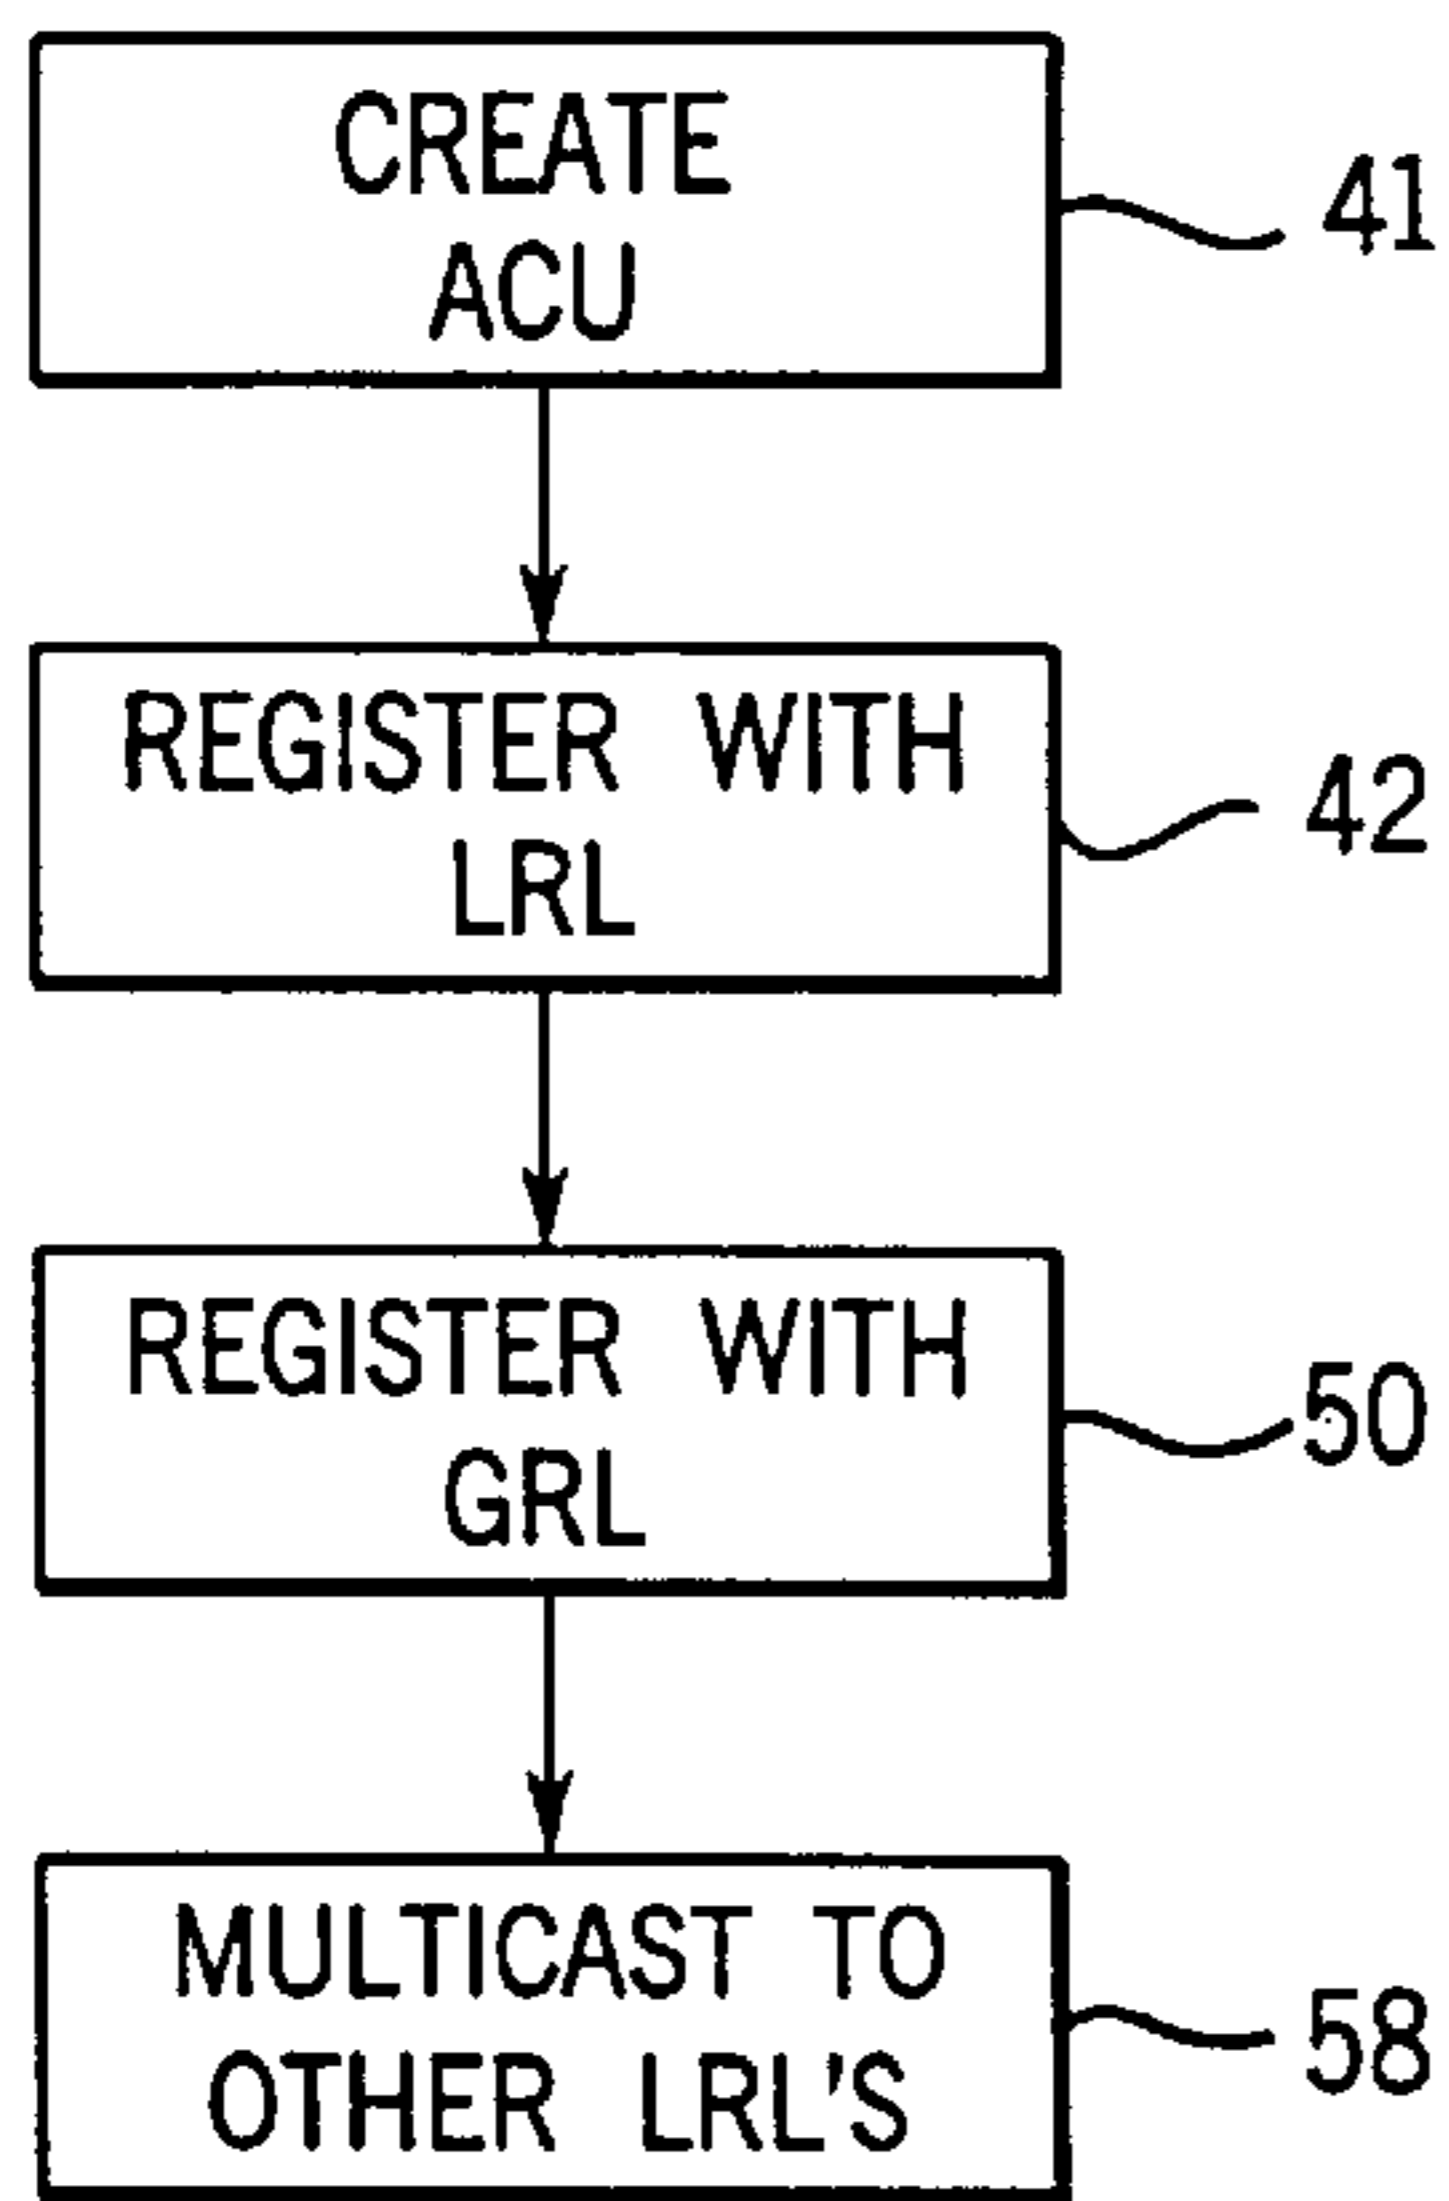 CREATE
ACU
41
REGISTER WITH
LRL
42
REGISTER WITH
GRL
50
MULTICAST TO
OTHER LRL'S
58